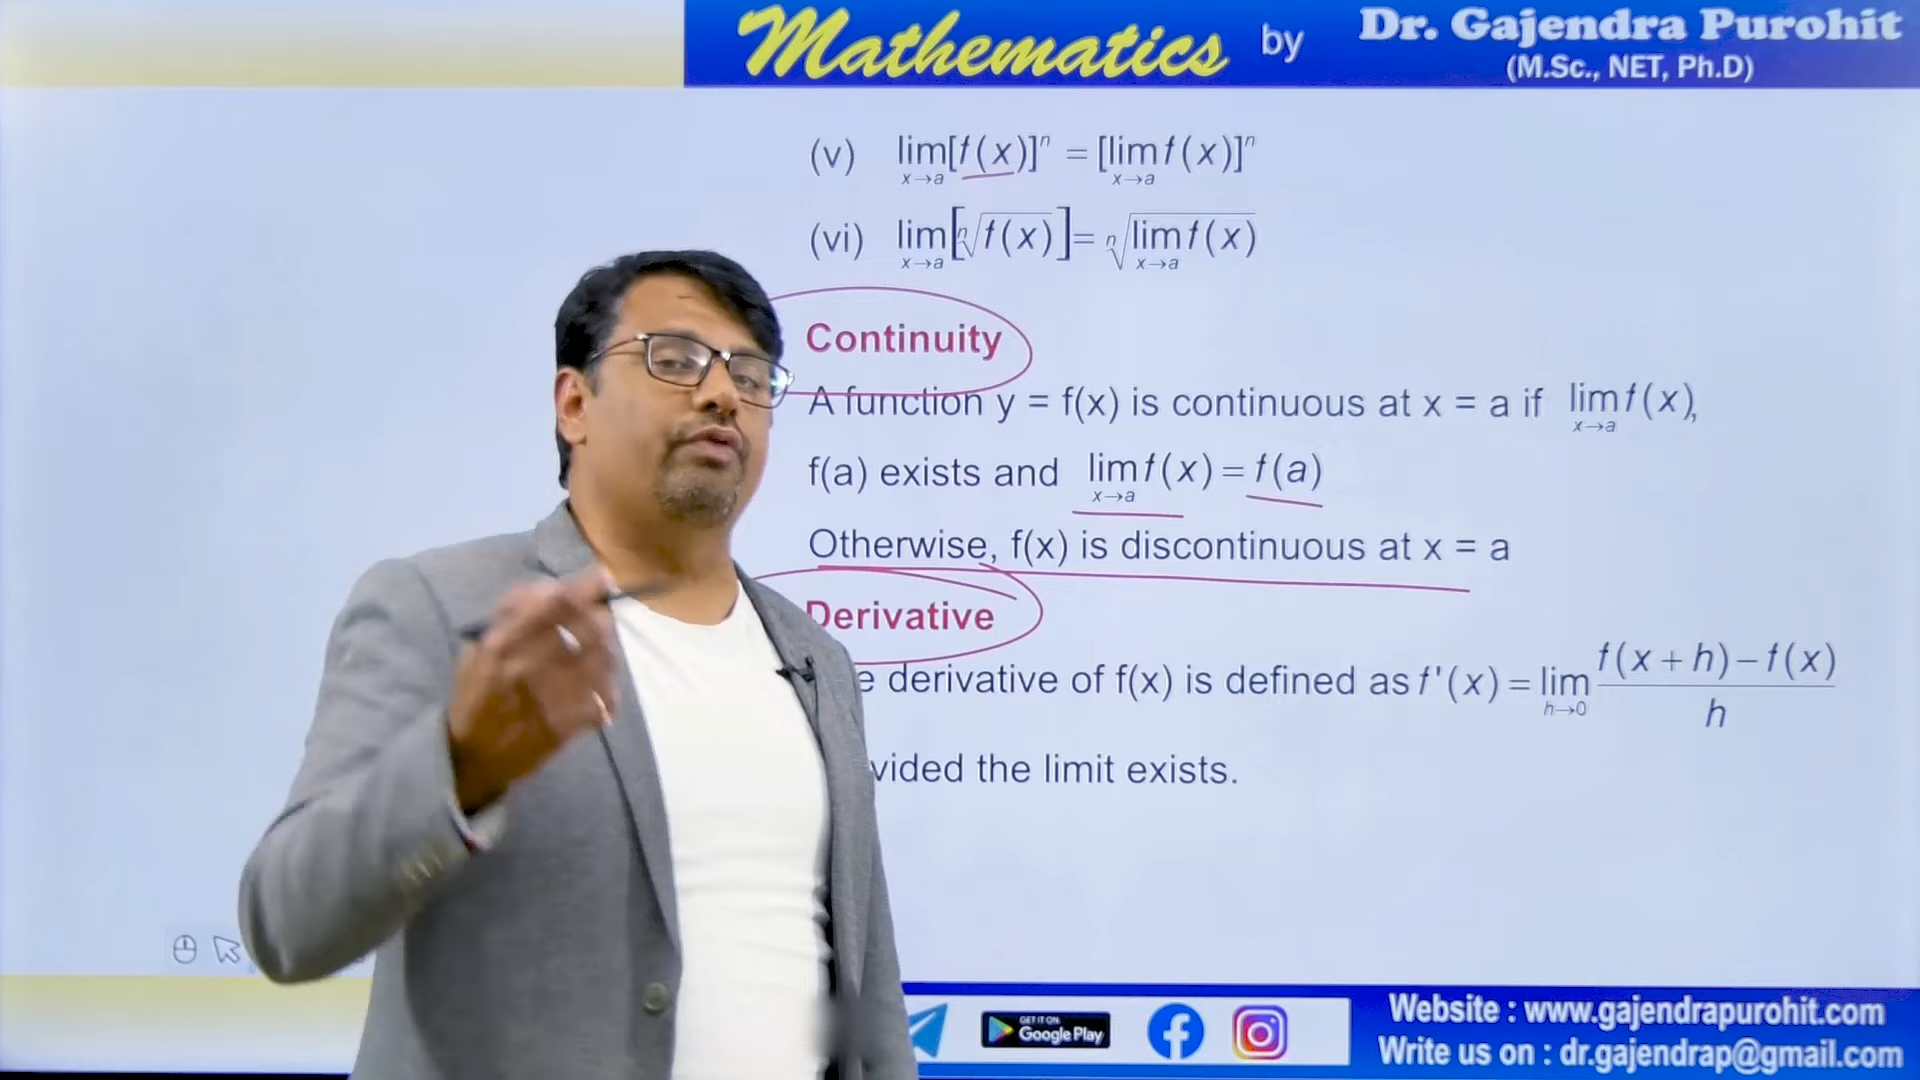 Mathematics by Dr. Gajendra Purohit
(M.Sc., NET, Ph.D)
(v) lim[f(x)]ⁿ = [lim f(x)]ⁿ
x→a x→a
(vi) lim[ⁿ√f(x)] = ⁿ√lim f(x)
x→a x→a
Continuity
A function y = f(x) is continuous at x = a if lim f(x),
x→a
f(a) exists and lim f(x) = f(a)
x→a
Otherwise, f(x) is discontinuous at x = a
Derivative
e derivative of f(x) is defined as f'(x) = lim f(x+h)–f(x)
h→0 h
vided the limit exists.
GET IT ON
Google Play
Website : www.gajendrapurohit.com
Write us on : dr.gajendrap@gmail.com